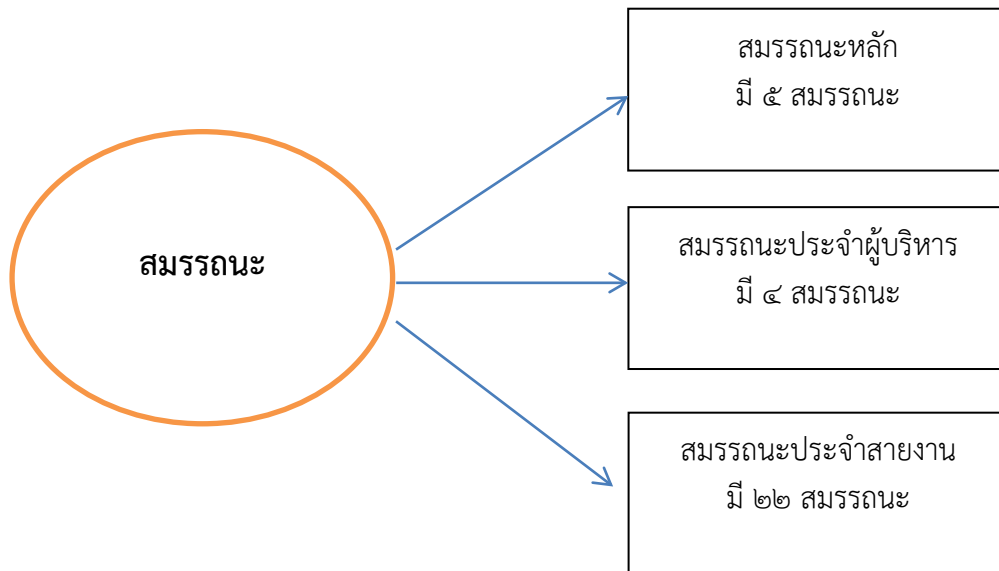 สมรรถนะ
สมรรถนะหลัก
มี ๕ สมรรถนะ
สมรรถนะประจำผู้บริหาร
มี ๔ สมรรถนะ
สมรรถนะประจำสายงาน
มี ๒๒ สมรรถนะ